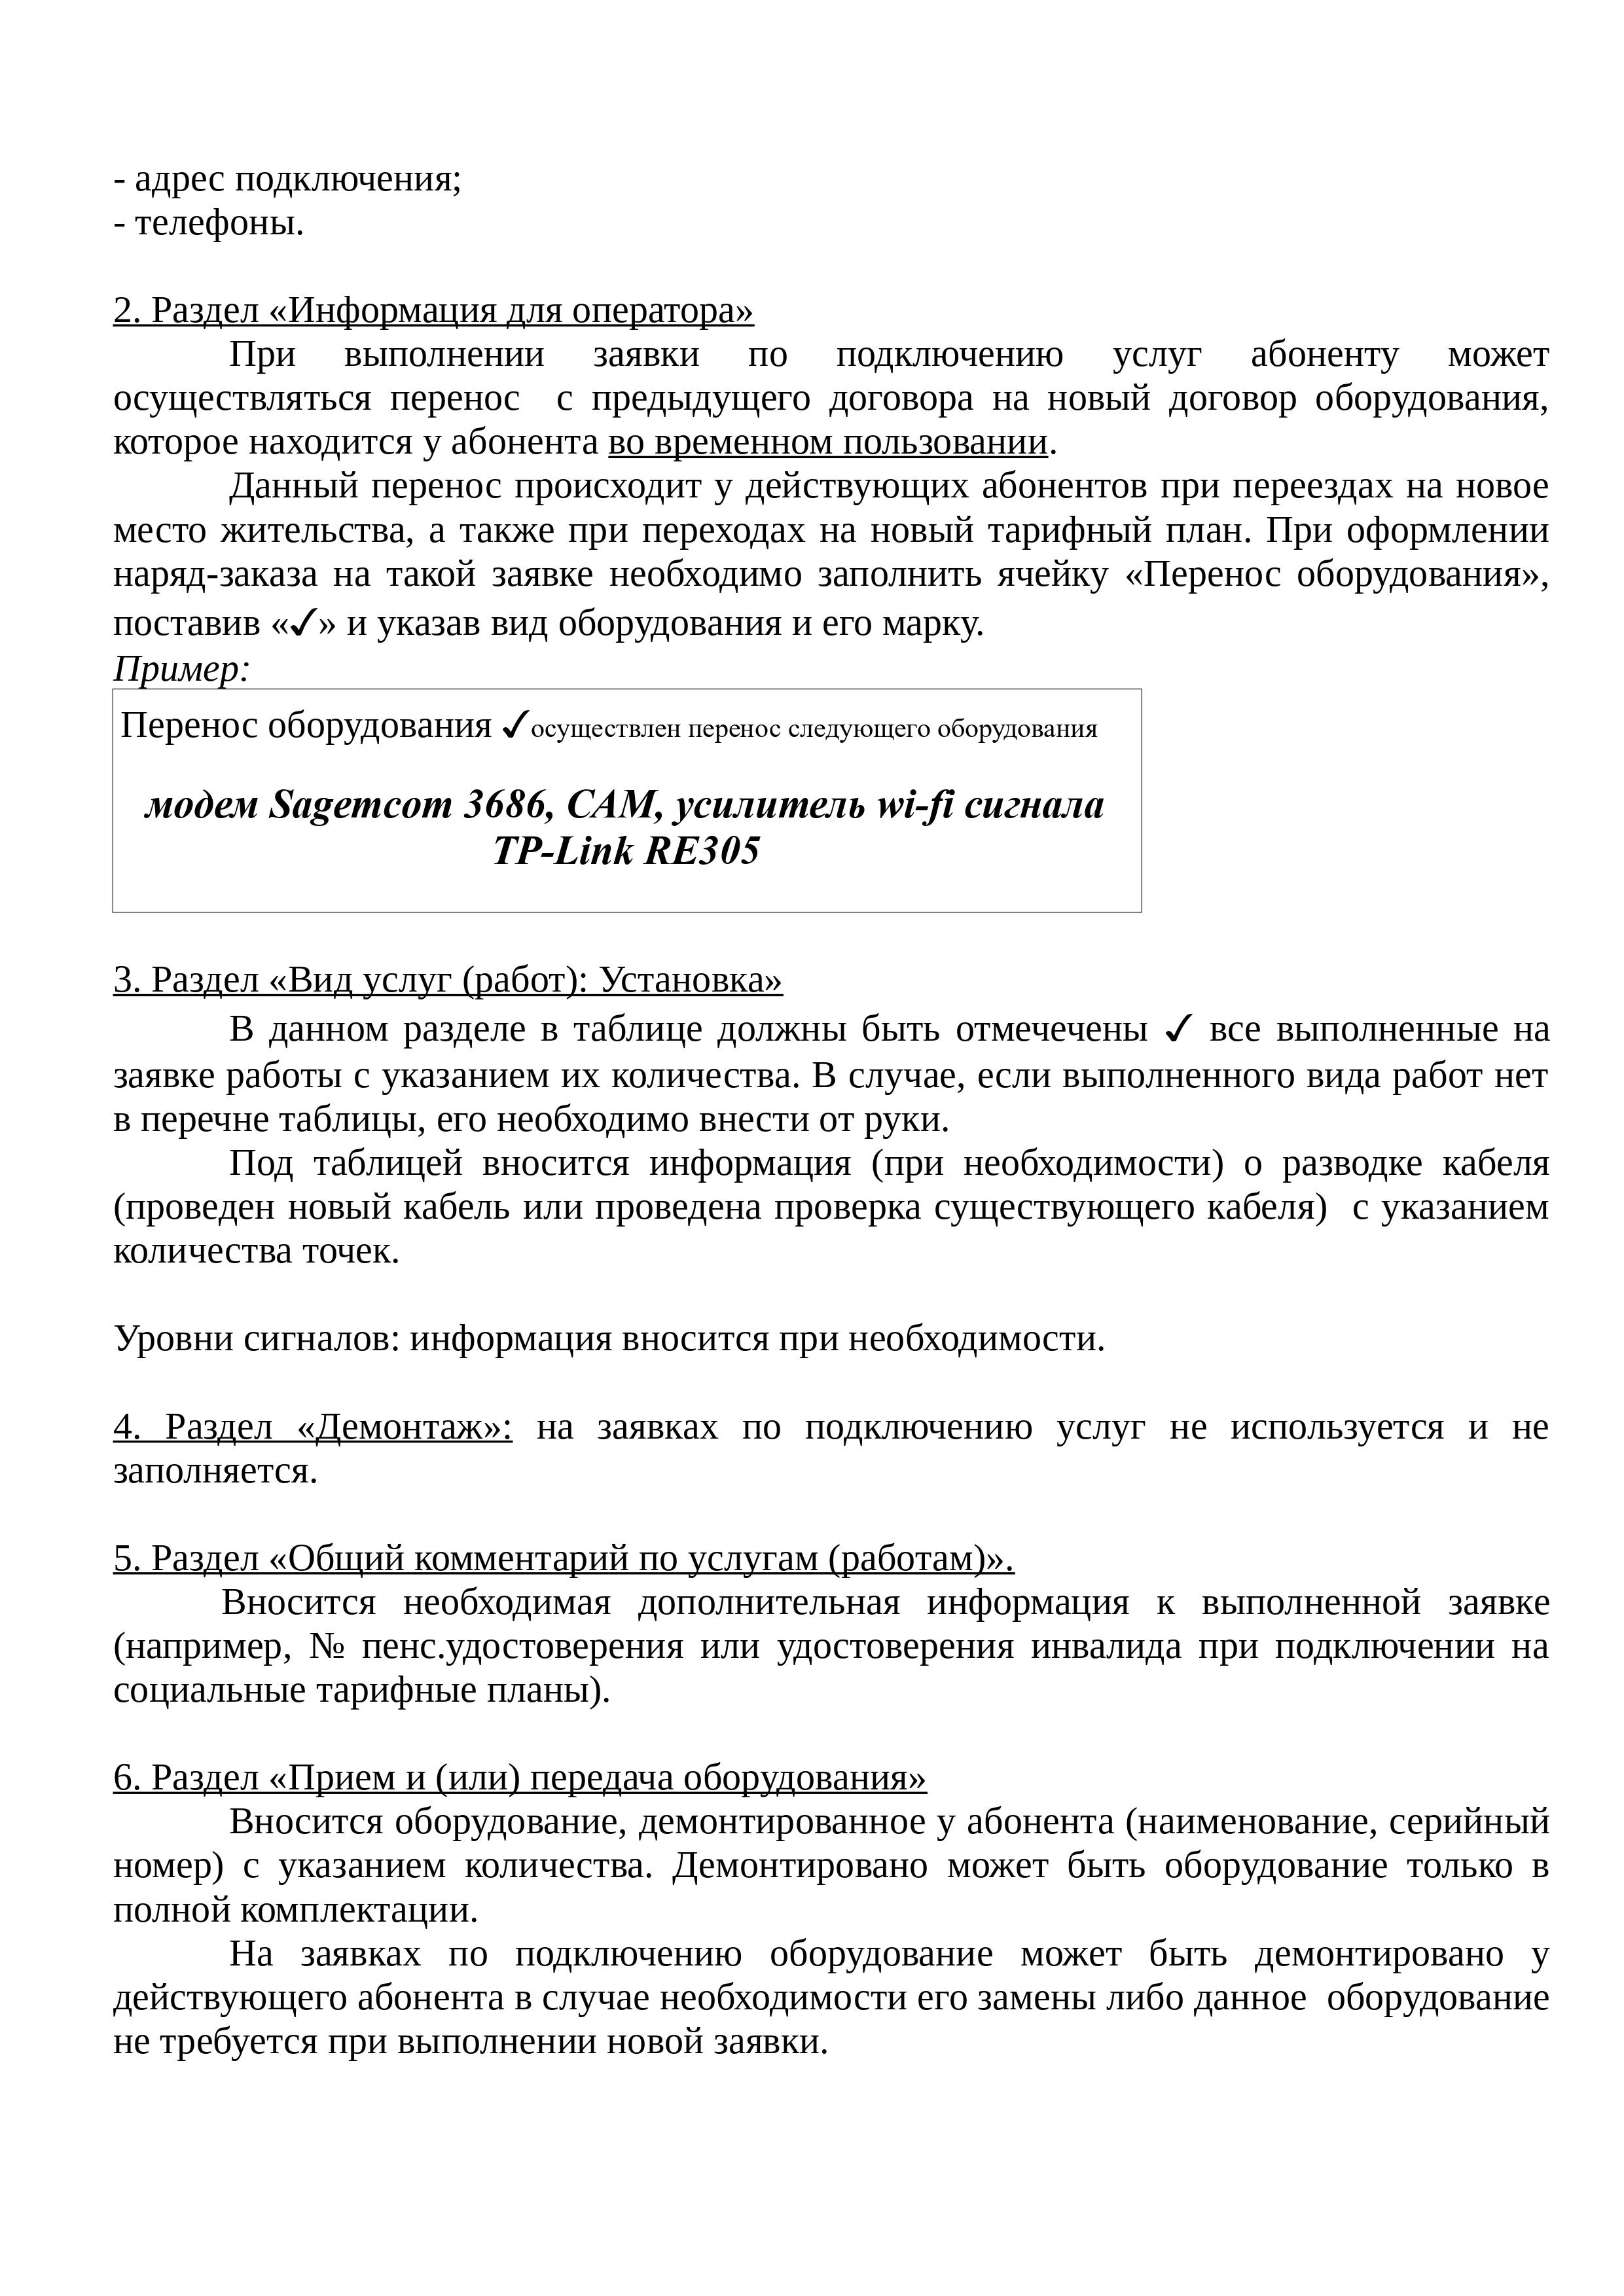 - адрес подключения;
- телефоны.
2. Раздел «Информация для оператора»
При выполнении заявки по подключению услуг абоненту может
осуществляться перенос с предыдущего договора на новый договор оборудования,
которое находится у абонента во временном пользовании.
Данный перенос происходит у действующих абонентов при переездах на новое
место жительства, а также при переходах на новый тарифный план. При оформлении
наряд-заказа на такой заявке необходимо заполнить ячейку «Перенос оборудования»,
поставив «✓» и указав вид оборудования и его марку.
Пример:
Перенос оборудования ✓осуществлен перенос следующего оборудования
модем Sagemcom 3686, CAM, усилитель wi-fi сигнала
TP-Link RE305
3. Раздел «Вид услуг (работ): Установка»
В данном разделе в таблице должны быть отмечечены ✓ все выполненные на
заявке работы с указанием их количества. В случае, если выполненного вида работ нет
в перечне таблицы, его необходимо внести от руки.
Под таблицей вносится информация (при необходимости) о разводке кабеля
(проведен новый кабель или проведена проверка существующего кабеля) с указанием
количества точек.
Уровни сигналов: информация вносится при необходимости.
4. Раздел «Демонтаж»: на заявках по подключению услуг не используется и не
заполняется.
5. Раздел «Общий комментарий по услугам (работам)».
Вносится необходимая дополнительная информация к выполненной заявке
(например, № пенс.удостоверения или удостоверения инвалида при подключении на
социальные тарифные планы).
6. Раздел «Прием и (или) передача оборудования»
Вносится оборудование, демонтированное у абонента (наименование, серийный
номер) с указанием количества. Демонтировано может быть оборудование только в
полной комплектации.
На заявках по подключению оборудование может быть демонтировано у
действующего абонента в случае необходимости его замены либо данное оборудование
не требуется при выполнении новой заявки.